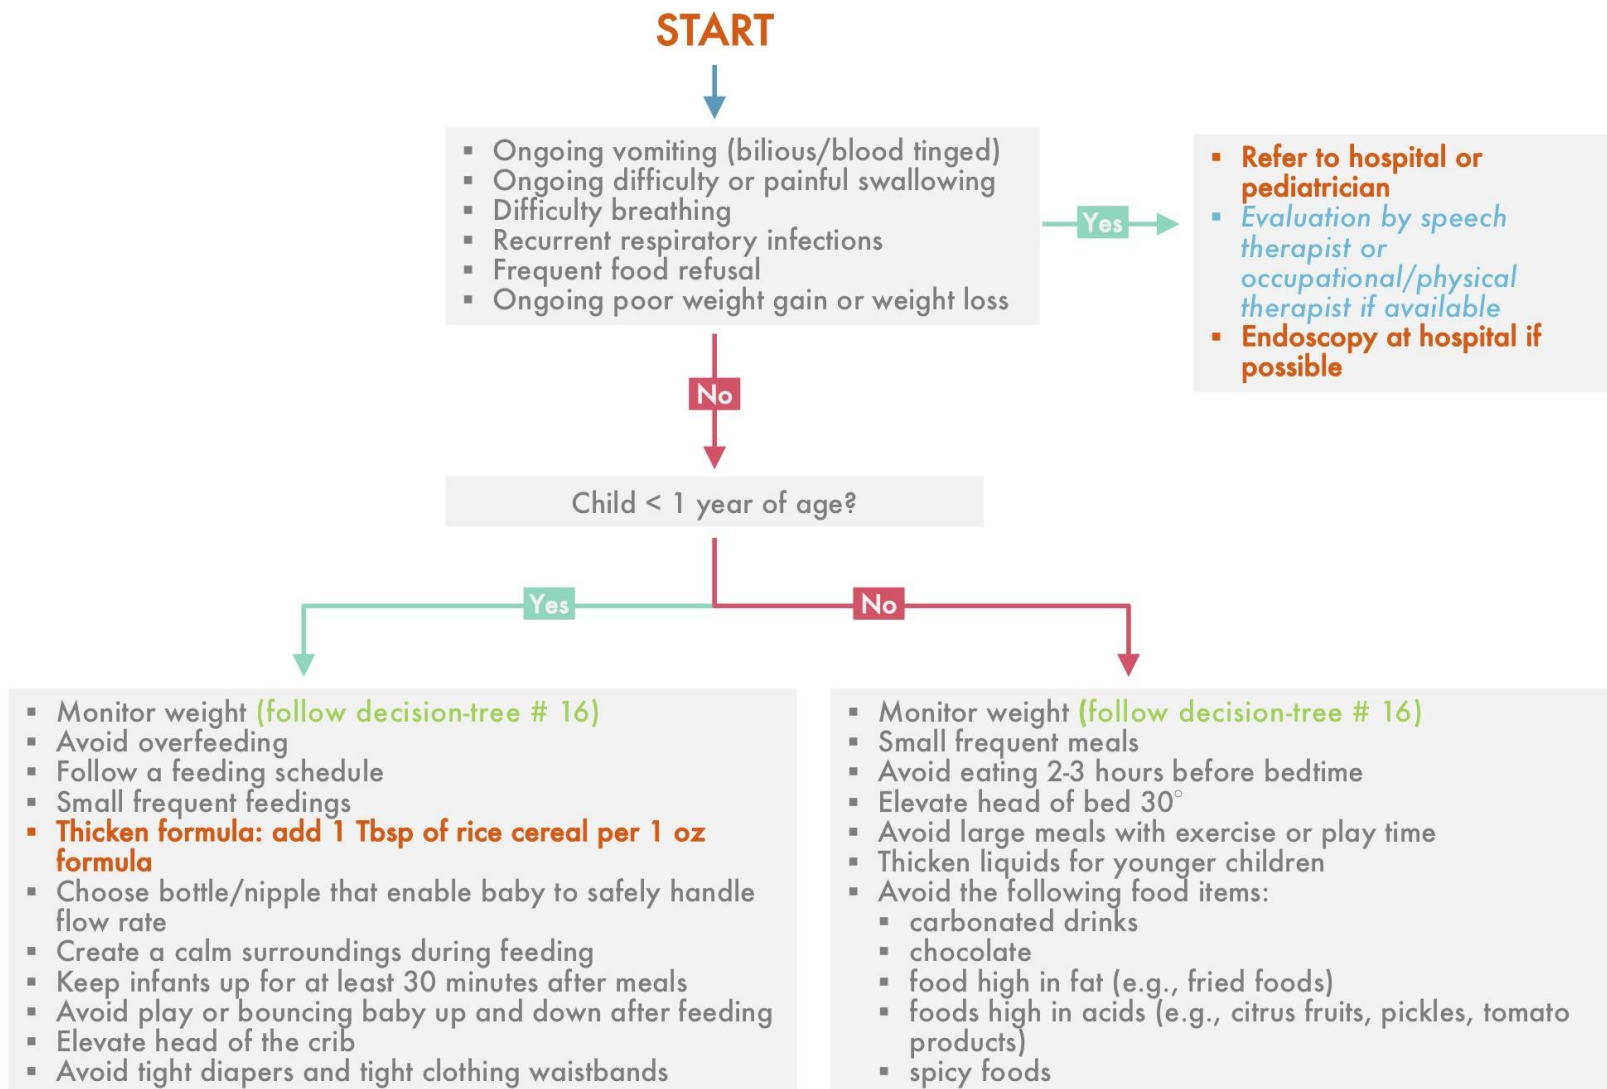 START
▪ Ongoing vomiting (bilious/blood tinged)
▪ Ongoing difficulty or painful swallowing
▪ Difficulty breathing
▪ Recurrent respiratory infections
▪ Frequent food refusal
▪ Ongoing poor weight gain or weight loss
Yes
▪ Refer to hospital or
pediatrician
▪ Evaluation by speech
therapist or
occupational/physical
therapist if available
▪ Endoscopy at hospital if
possible
No
Child < 1 year of age?
Yes
No
▪ Monitor weight (follow decision-tree # 16)
▪ Avoid overfeeding
▪ Follow a feeding schedule
▪ Small frequent feedings
▪ Thicken formula: add 1 Tbsp of rice cereal per 1 oz
formula
▪ Choose bottle/nipple that enable baby to safely handle
flow rate
▪ Create a calm surroundings during feeding
▪ Keep infants up for at least 30 minutes after meals
▪ Avoid play or bouncing baby up and down after feeding
▪ Elevate head of the crib
▪ Avoid tight diapers and tight clothing waistbands
▪ Monitor weight (follow decision-tree # 16)
▪ Small frequent meals
▪ Avoid eating 2-3 hours before bedtime
▪ Elevate head of bed 30°
▪ Avoid large meals with exercise or play time
▪ Thicken liquids for younger children
▪ Avoid the following food items:
▪ carbonated drinks
▪ chocolate
▪ food high in fat (e.g., fried foods)
▪ foods high in acids (e.g., citrus fruits, pickles, tomato
products)
▪ spicy foods